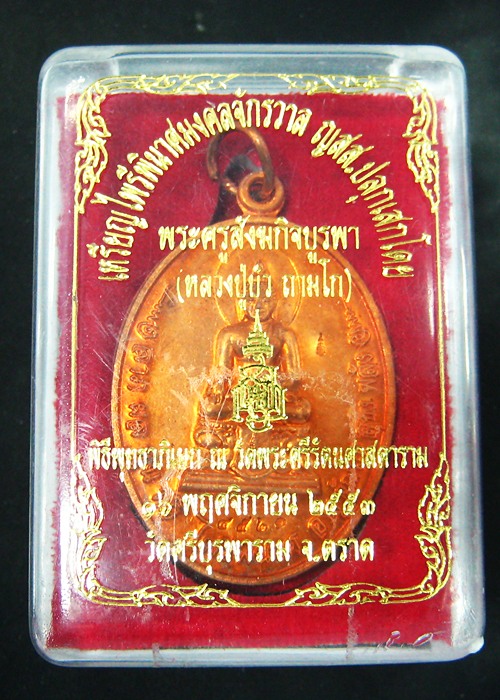 เหรียญไพรีพินาศมงคลจักรวาล ญสส.ปลุกเสกโดย
พระครูสังฆกิจบูรพา
(หลวงปู่บัว ถามโก)
พิธีพุทธาภิเษก ณ วัดพระศรีรัตนศาสดาราม
๑๖ พฤศจิกายน ๒๕๕๓
วัดศรีบุรพาราม จ.ตราด